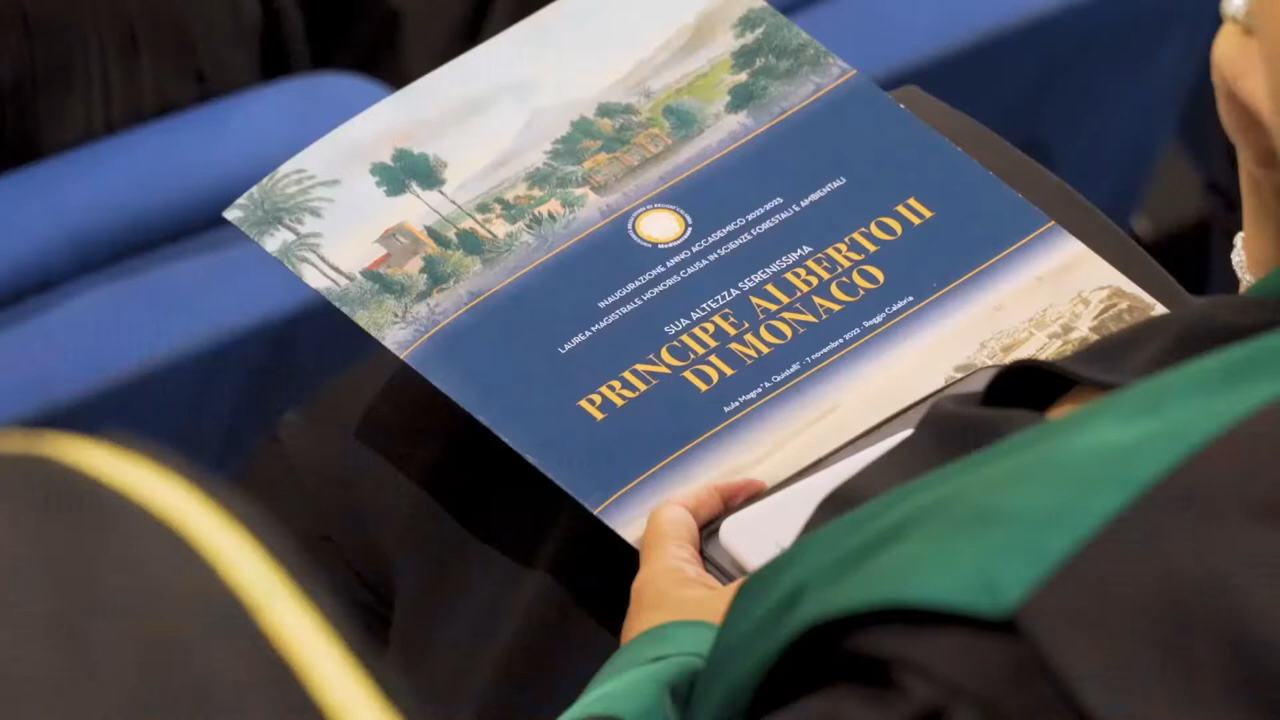 Mediterranea
INAUGURAZIONE ANNO ACCADEMICO 2022-2023
LAUREA MAGISTRALE HONORIS CAUSA IN SCIENZE FORESTALI E AMBIENTALI
SUA ALTEZZA SERENISSIMA
PRINCIPE ALBERTO II
DI MONACO
Aula Magna "A. Quistelli" - 7 novembre 2022 - Reggio Calabria